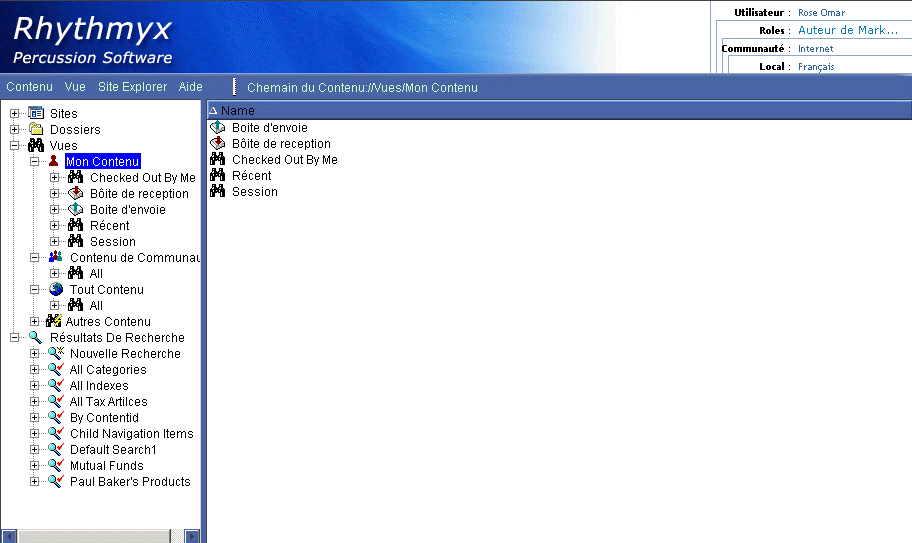 Rhythmyx
Percussion Software
Utilisateur : Rose Omar
Roles : Auteur de Mark...
Communauté : Internet
Local : Français
Contenu Vue Site Explorer Aide
Chemain du Contenu://Vues/Mon Contenu
Sites
Dossiers
Vues
Mon Contenu
Checked Out By Me
Bôite de reception
Boite d'envoie
Récent
Session
Contenu de Communau
All
Tout Contenu
All
Autres Contenu
Résultats De Recherche
Nouvelle Recherche
All Categories
All Indexes
All Tax Artilces
By Contentid
Child Navigation Items
Default Search1
Mutual Funds
Paul Baker's Products
Name
Boite d'envoie
Bôite de reception
Checked Out By Me
Récent
Session